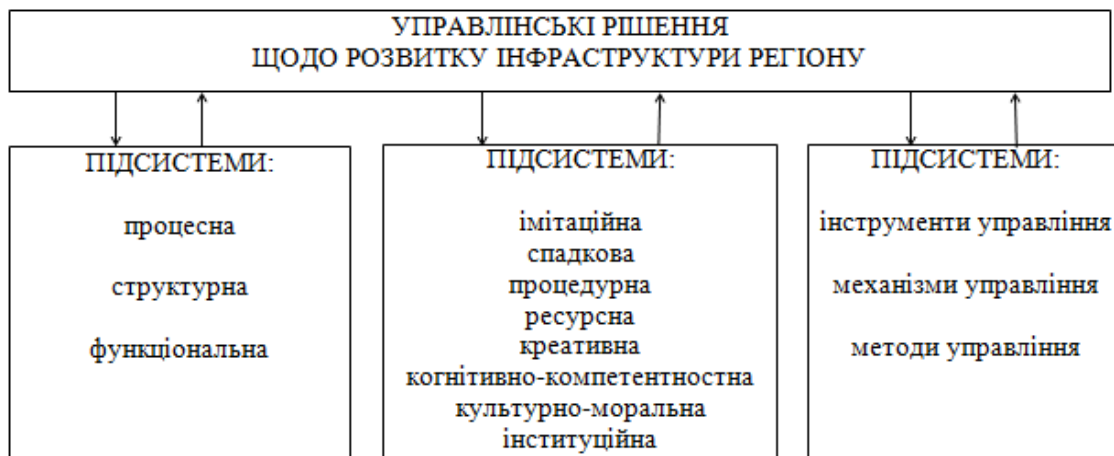 УПРАВЛІНСЬКІ РІШЕННЯ
ЩОДО РОЗВИТКУ ІНФРАСТРУКТУРИ РЕГІОНУ
ПІДСИСТЕМИ:
процесна
структурна
функціональна
ПІДСИСТЕМИ:
імітаційна
спадкова
процедурна
ресурсна
креативна
когнітивно-компетентностна
культурно-моральна
інституційна
ПІДСИСТЕМИ:
інструменти управління
механізми управління
методи управління